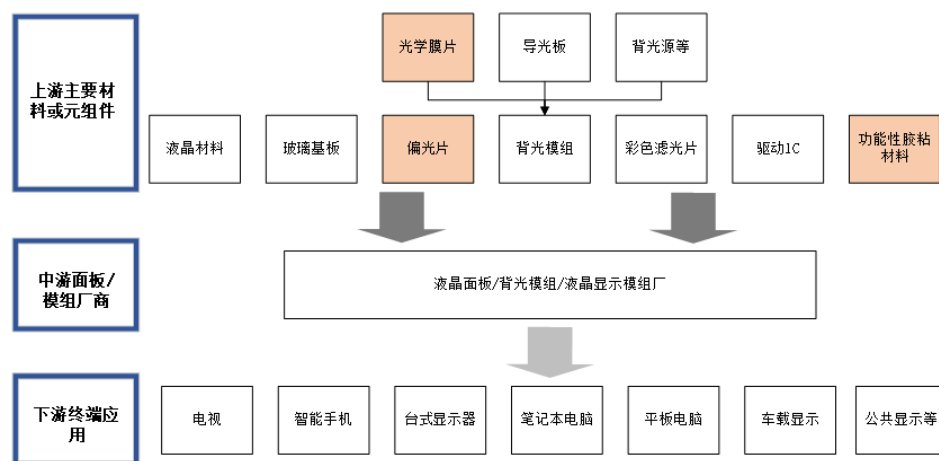 光学膜片
导光板
背光源等
上游主要材
料或元组件
液晶材料
玻璃基板
偏光片
背光模组
彩色滤光片
驱动IC
功能性胶粘
材料
中游面板/
模组厂商
液晶面板/背光模组/液晶显示模组厂
下游终端应
用
电视
智能手机
台式显示器
笔记本电脑
平板电脑
车载显示
公共显示等